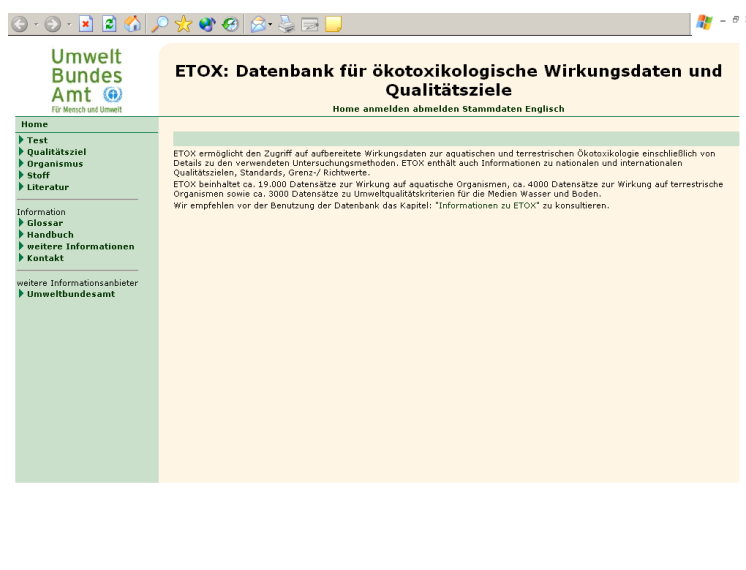 Umwelt
Bundes
Amt
Für Mensch und Umwelt
ETOX: Datenbank für ökotoxikologische Wirkungsdaten und
Qualitätsziele
Home anmelden abmelden Stammdaten Englisch
Home
Test
Qualitätsziel
Organismus
Stoff
Literatur
Information
Glossar
Handbuch
weitere Informationen
Kontakt
weitere Informationsanbieter
Umweltbundesamt
ETOX ermöglicht den Zugriff auf aufbereitete Wirkungsdaten zur aquatischen und terrestrischen Ökotoxikologie einschließlich von
Details zu den verwendeten Untersuchungsmethoden. ETOX enthält auch Informationen zu nationalen und internationalen
Qualitätszielen, Standards, Grenz-/ Richtwerte.
ETOX beinhaltet ca. 19.000 Datensätze zur Wirkung auf aquatische Organismen, ca. 4000 Datensätze zur Wirkung auf terrestrische
Organismen sowie ca. 3000 Datensätze zu Umweltqualitätskriterien für die Medien Wasser und Boden.
Wir empfehlen vor der Benutzung der Datenbank das Kapitel: "Informationen zu ETOX" zu konsultieren.